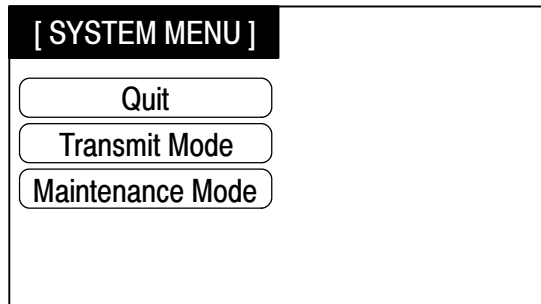 [ SYSTEM MENU ]
Quit
Transmit Mode
Maintenance Mode